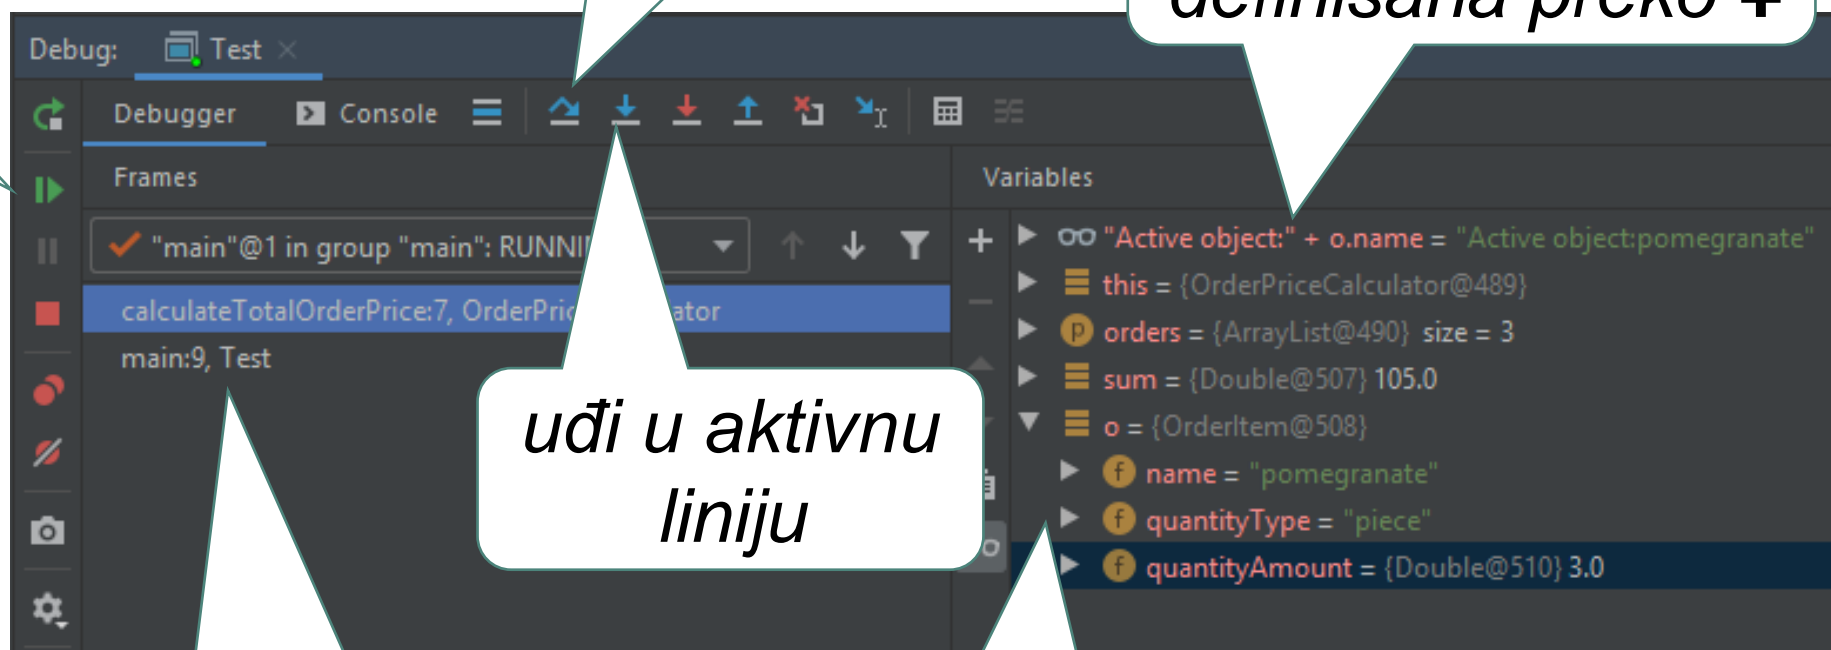 definisana preko +
Debug: Test
Debugger Console
Frames
Variables
"main"@1 in group "main": RUNNI
"Active object:" + o.name = "Active object:pomegranate"
this = {OrderPriceCalculator@489}
calculateTotalOrderPrice:7, OrderPri ator
orders = {ArrayList@490} size = 3
main:9, Test
sum = {Double@507} 105.0
uđi u aktivnu
liniju
o = {OrderItem@508}
name = "pomegranate"
quantityType = "piece"
quantityAmount = {Double@510} 3.0